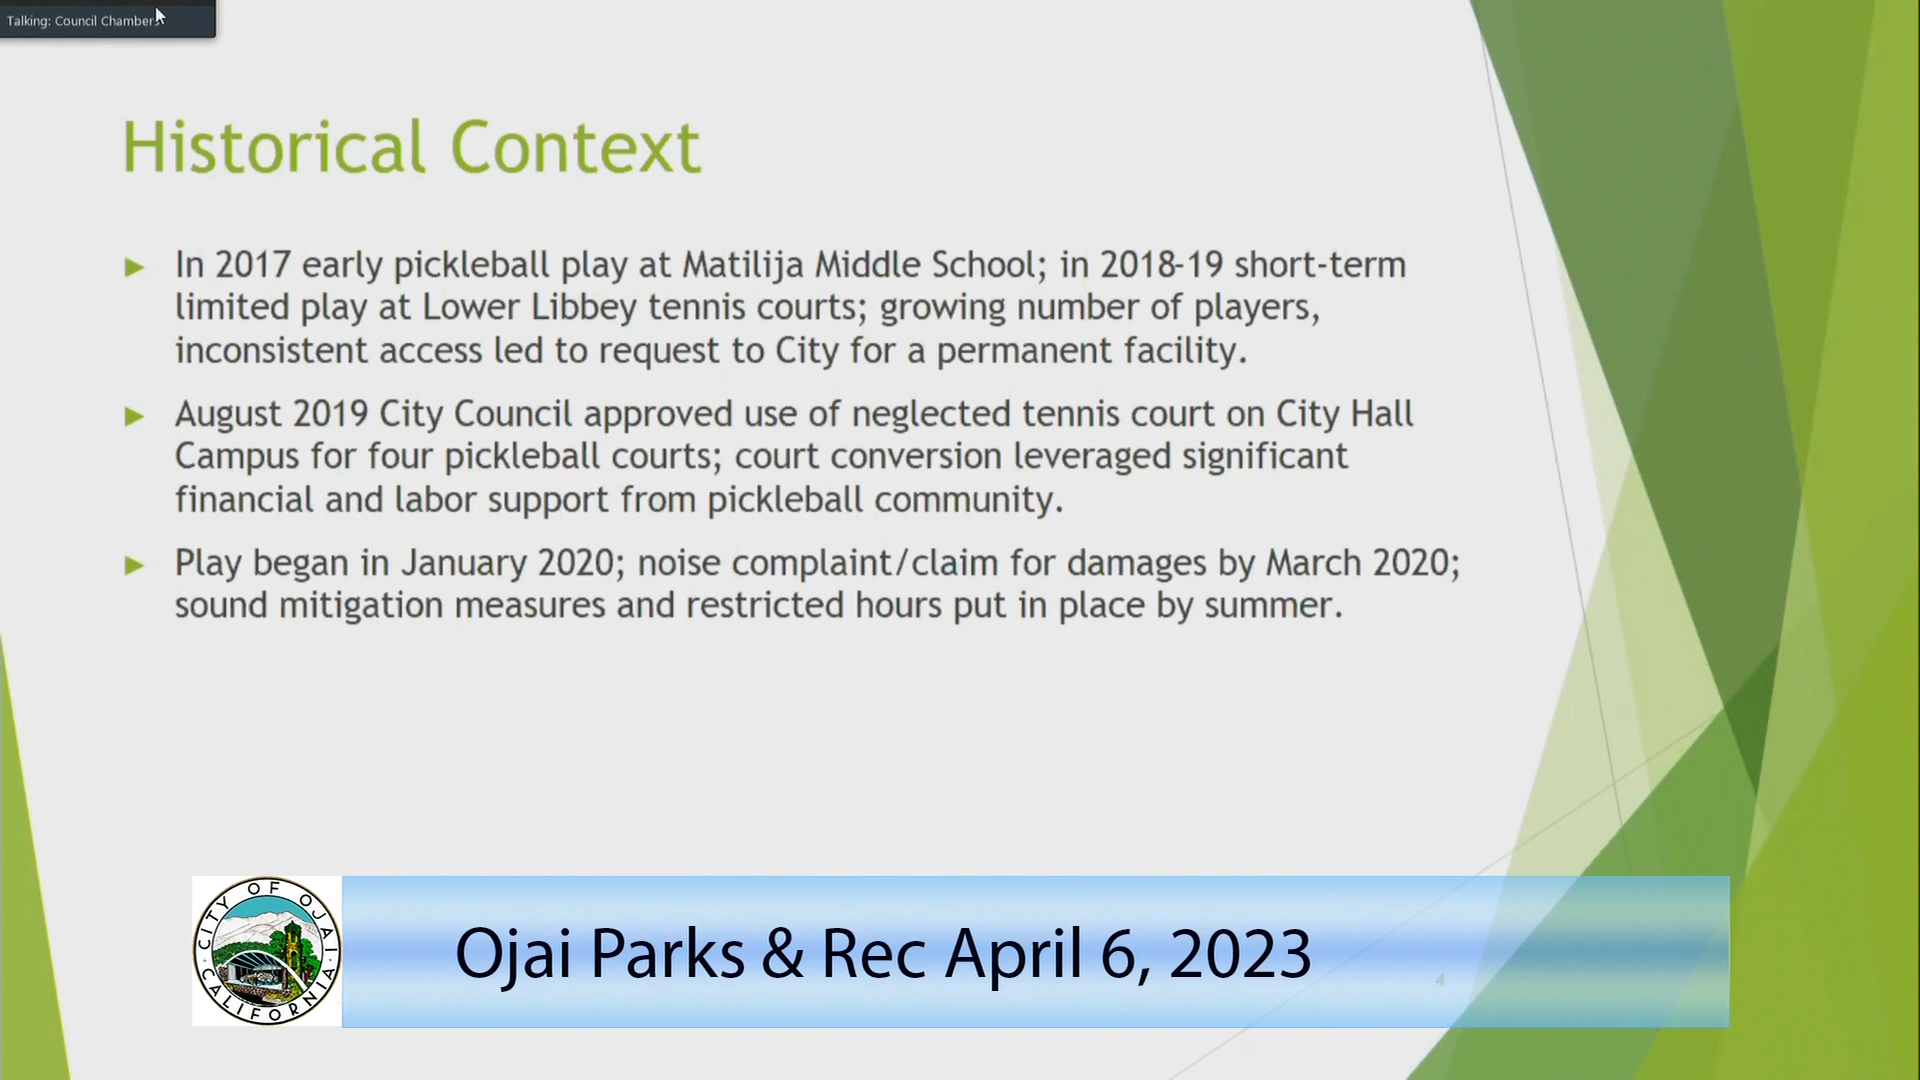 Talking: Council Chambers
Historical Context
In 2017 early pickleball play at Matilija Middle School; in 2018-19 short-term
limited play at Lower Libbey tennis courts; growing number of players,
inconsistent access led to request to City for a permanent facility.
August 2019 City Council approved use of neglected tennis court on City Hall
Campus for four pickleball courts; court conversion leveraged significant
financial and labor support from pickleball community.
Play began in January 2020; noise complaint/claim for damages by March 2020;
sound mitigation measures and restricted hours put in place by summer.
CITY OF OJAI
CALIFORNIA
Ojai Parks & Rec April 6, 2023
4